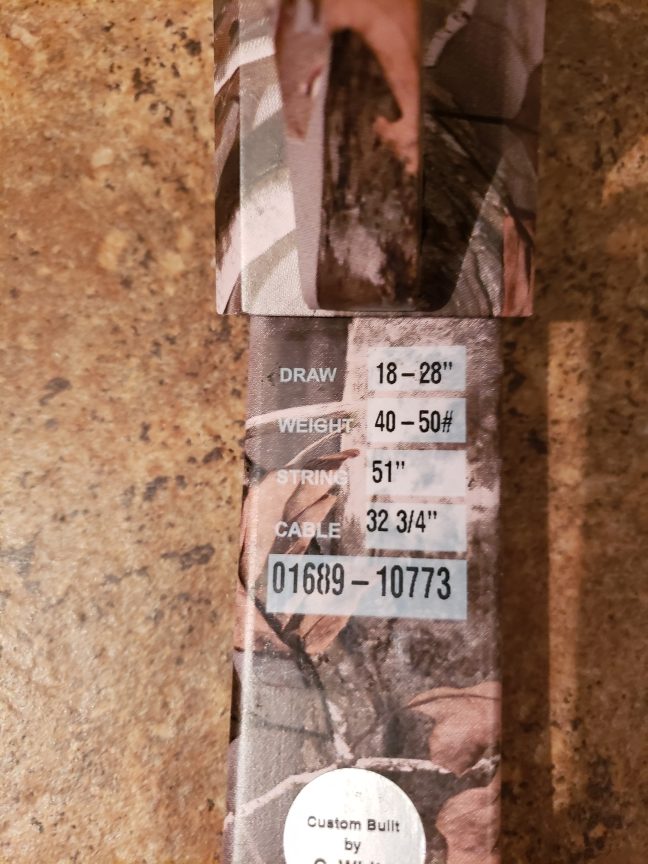 DRAW 18 – 28"
WEIGHT 40 – 50#
STRING 51"
CABLE 32 3/4"
01689 – 10773
Custom Built
by